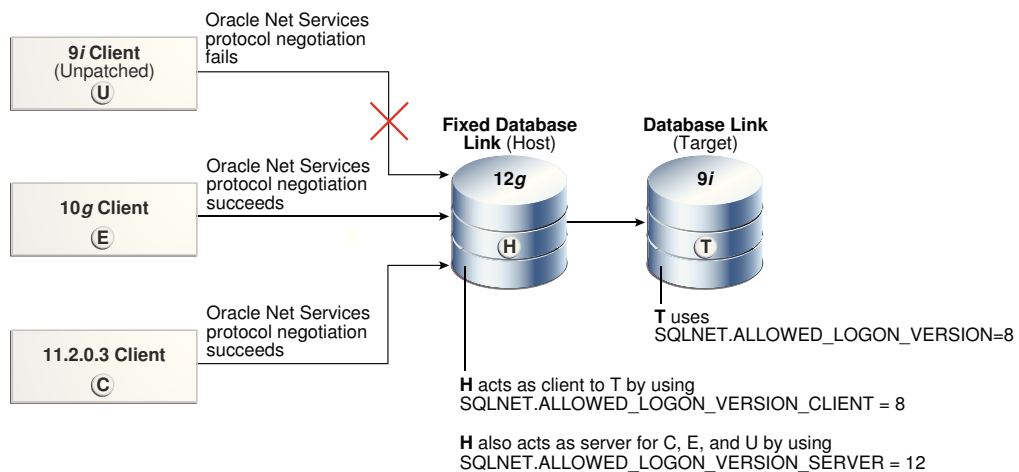 Oracle Net Services
protocol negotiation
fails
9i Client
(Unpatched)
U
Fixed Database
Link (Host)
Database Link
(Target)
Oracle Net Services
protocol negotiation
succeeds
10g Client
E
12g
H
9i
T
Oracle Net Services
protocol negotiation
succeeds
11.2.0.3 Client
C
T uses
SQLNET.ALLOWED_LOGON_VERSION=8
H acts as client to T by using
SQLNET.ALLOWED_LOGON_VERSION_CLIENT = 8
H also acts as server for C, E, and U by using
SQLNET.ALLOWED_LOGON_VERSION_SERVER = 12